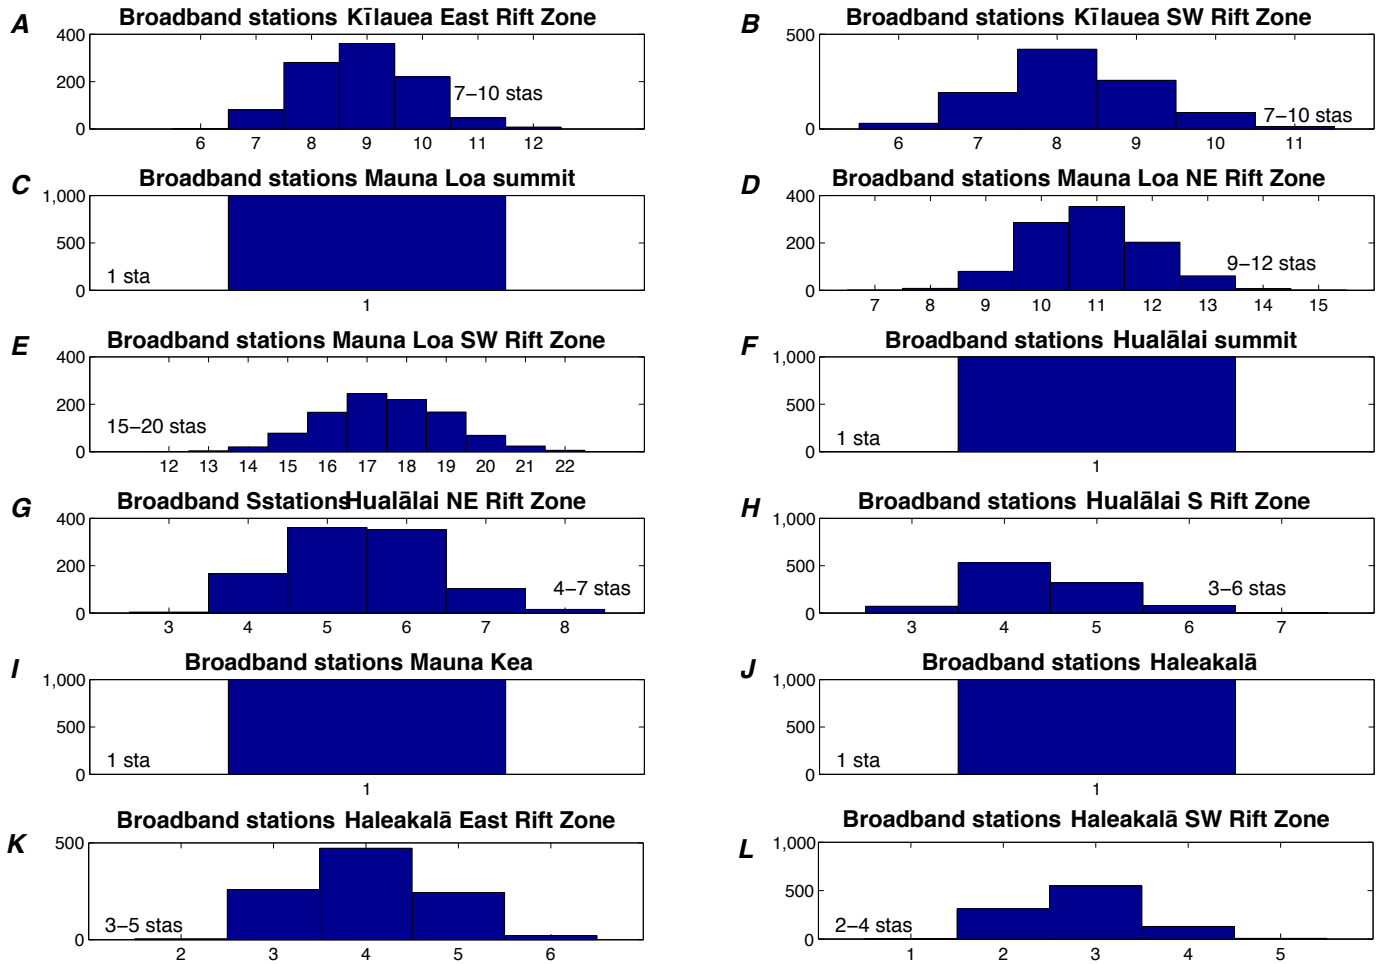 A
Broadband stations Kīlauea East Rift Zone
400
200
0
7–10 stas
6 7 8 9 10 11 12
B
Broadband stations Kīlauea SW Rift Zone
500
0
7–10 stas
6 7 8 9 10 11
C
Broadband stations Mauna Loa summit
1,000
500
0
1 sta
1
D
Broadband stations Mauna Loa NE Rift Zone
400
200
0
9–12 stas
7 8 9 10 11 12 13 14 15
E
Broadband stations Mauna Loa SW Rift Zone
400
200
0
15–20 stas
12 13 14 15 16 17 18 19 20 21 22
F
Broadband stations Hualālai summit
1,000
500
0
1 sta
1
G
Broadband Sstations Hualālai NE Rift Zone
400
200
0
4–7 stas
3 4 5 6 7 8
H
Broadband stations Hualālai S Rift Zone
1,000
500
0
3–6 stas
3 4 5 6 7
I
Broadband stations Mauna Kea
1,000
500
0
1 sta
1
J
Broadband stations Haleakalā
1,000
500
0
1 sta
1
K
Broadband stations Haleakalā East Rift Zone
500
0
3–5 stas
2 3 4 5 6
L
Broadband stations Haleakalā SW Rift Zone
1,000
500
0
2–4 stas
1 2 3 4 5